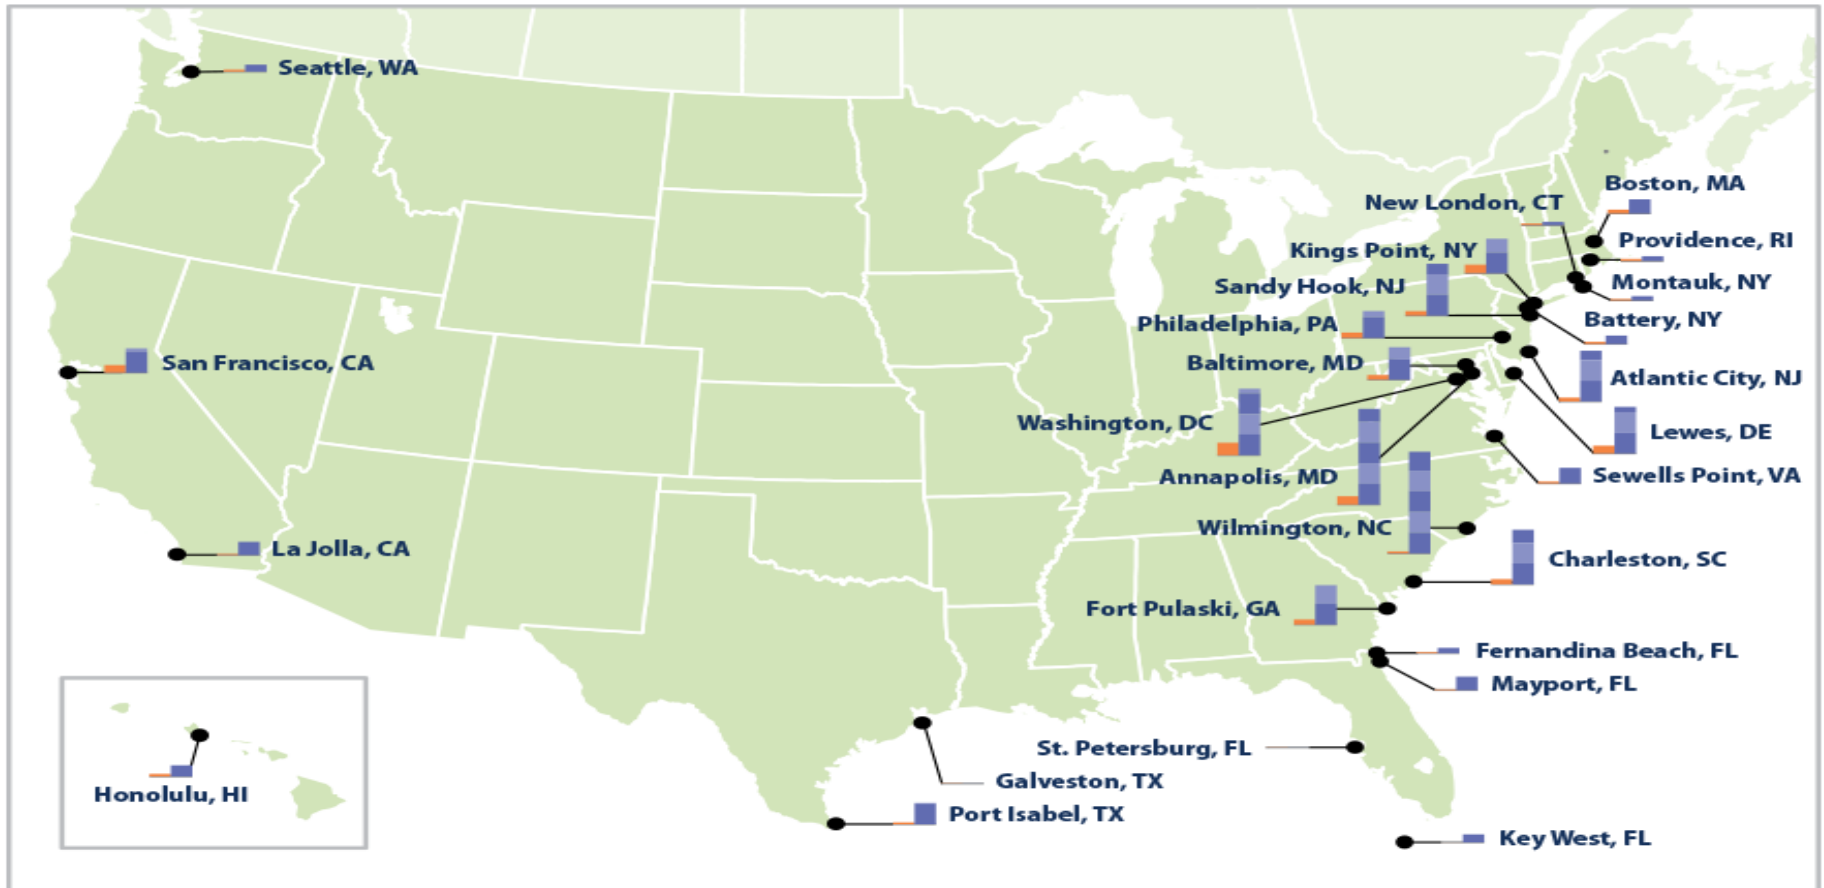 Seattle, WA
Boston, MA
New London, CT
Providence, RI
Kings Point, NY
Montauk, NY
Sandy Hook, NJ
Battery, NY
Philadelphia, PA
Baltimore, MD
San Francisco, CA
Atlantic City, NJ
Washington, DC
Lewes, DE
Annapolis, MD
Sewells Point, VA
Wilmington, NC
La Jolla, CA
Charleston, SC
Fort Pulaski, GA
Fernandina Beach, FL
Mayport, FL
St. Petersburg, FL
Galveston, TX
Honolulu, HI
Port Isabel, TX
Key West, FL